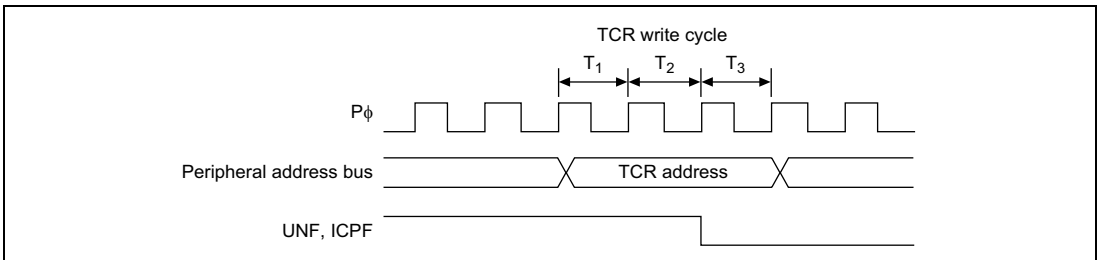 TCR write cycle
T1 T2 T3
Pϕ
Peripheral address bus TCR address
UNF, ICPF